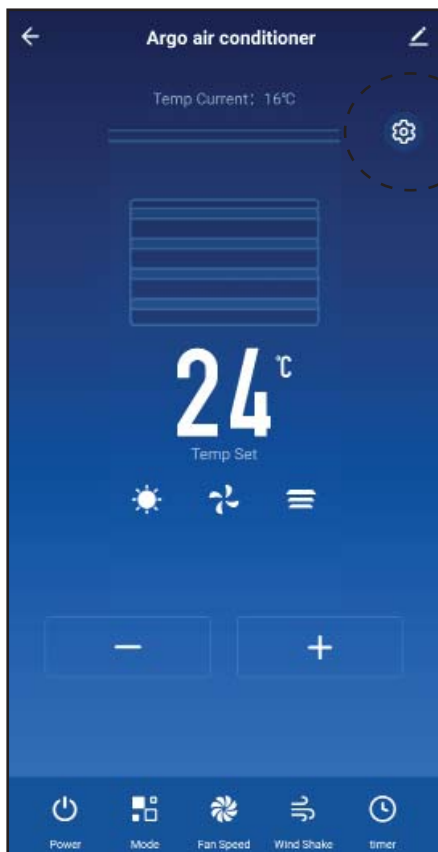 Argo air conditioner
Temp Current: 16℃
24℃
Temp Set
Power Mode Fan Speed Wind Shake timer